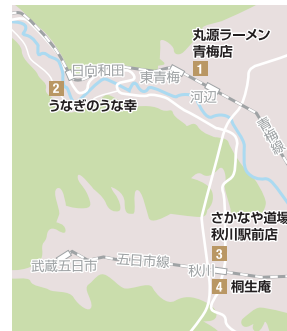 丸源ラーメン
青梅店
1
日向和田
東青梅
2
うなぎのうな幸
河辺
青梅線
さかなや道場
秋川駅前店
3
五日市線
武蔵五日市
秋川
4
桐生庵